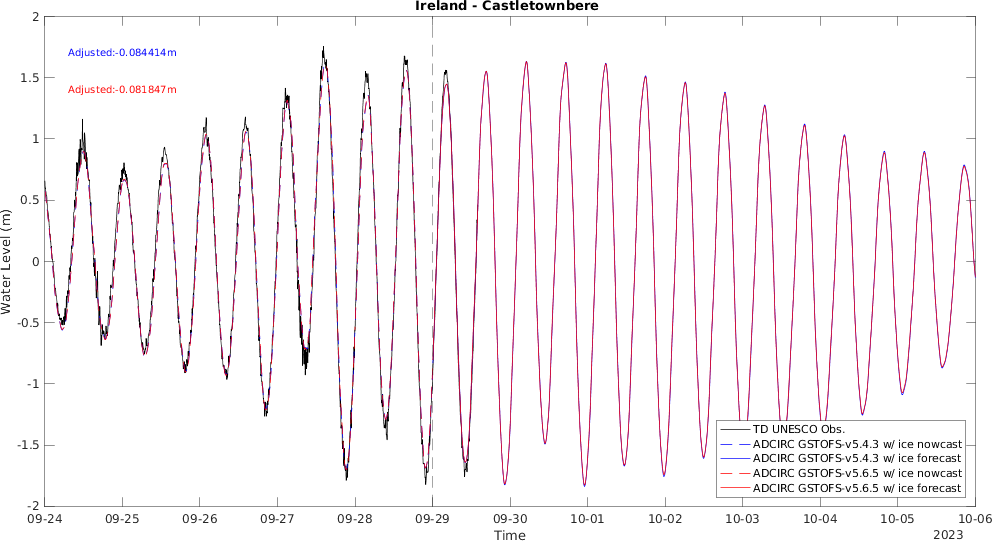 Ireland - Castletownbere
2
1.5
1
0.5
0
-0.5
-1
-1.5
-2
Water Level (m)
Adjusted:-0.084414m
Adjusted:-0.081847m
TD UNESCO Obs.
ADCIRC GSTOFS-v5.4.3 w/ ice nowcast
ADCIRC GSTOFS-v5.4.3 w/ ice forecast
ADCIRC GSTOFS-v5.6.5 w/ ice nowcast
ADCIRC GSTOFS-v5.6.5 w/ ice forecast
09-24 09-25 09-26 09-27 09-28 09-29 09-30 10-01 10-02 10-03 10-04 10-05 10-06
Time
2023